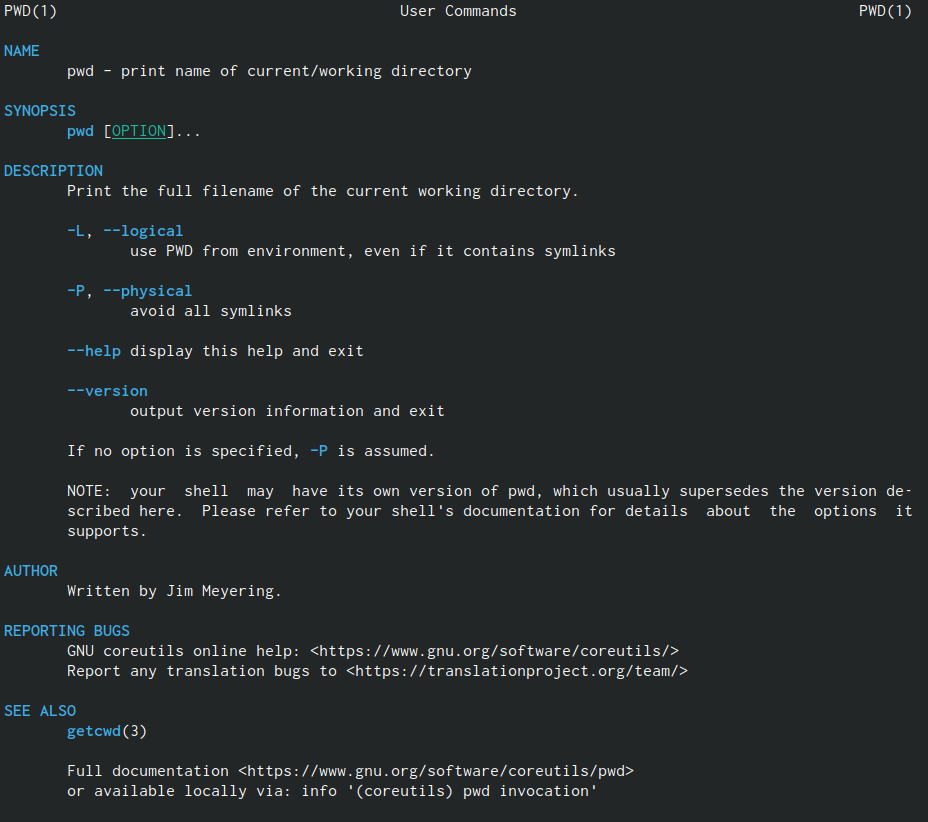 PWD(1) User Commands PWD(1)
NAME
pwd - print name of current/working directory
SYNOPSIS
pwd [OPTION]...
DESCRIPTION
Print the full filename of the current working directory.
-L, --logical
use PWD from environment, even if it contains symlinks
-P, --physical
avoid all symlinks
--help display this help and exit
--version
output version information and exit
If no option is specified, -P is assumed.
NOTE: your shell may have its own version of pwd, which usually supersedes the version de-
scribed here. Please refer to your shell's documentation for details about the options it
supports.
AUTHOR
Written by Jim Meyering.
REPORTING BUGS
GNU coreutils online help: <https://www.gnu.org/software/coreutils/>
Report any translation bugs to <https://translationproject.org/team/>
SEE ALSO
getcwd(3)
Full documentation <https://www.gnu.org/software/coreutils/pwd>
or available locally via: info '(coreutils) pwd invocation'